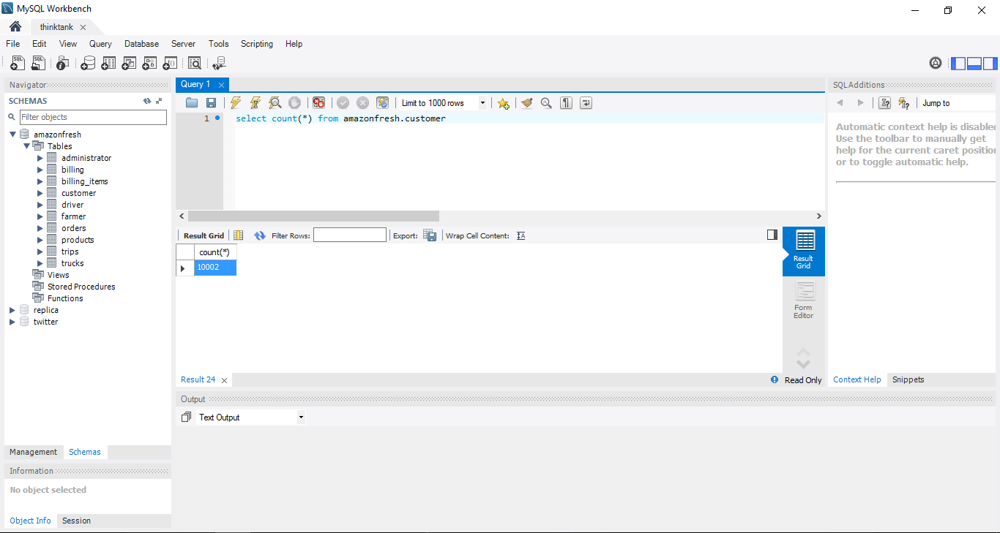 MySQL Workbench
thinktank
File Edit View Query Database Server Tools Scripting Help
Navigator
SCHEMAS
Filter objects
amazonfresh
Tables
administrator
billing
billing_items
customer
driver
farmer
orders
products
trips
trucks
Views
Stored Procedures
Functions
replica
twitter
Management Schemas
Information
No object selected
Object Info Session
Query 1
Limit to 1000 rows
1 select count(*) from amazonfresh.customer
Result Grid Filter Rows: Export: Wrap Cell Content:
count(*)
10002
Result
Grid
Form
Editor
Result 24 Read Only
Output
Text Output
SQLAdditions
Jump to
Automatic context help is disabled
Use the toolbar to manually get
help for the current caret position
or to toggle automatic help.
Context Help Snippets